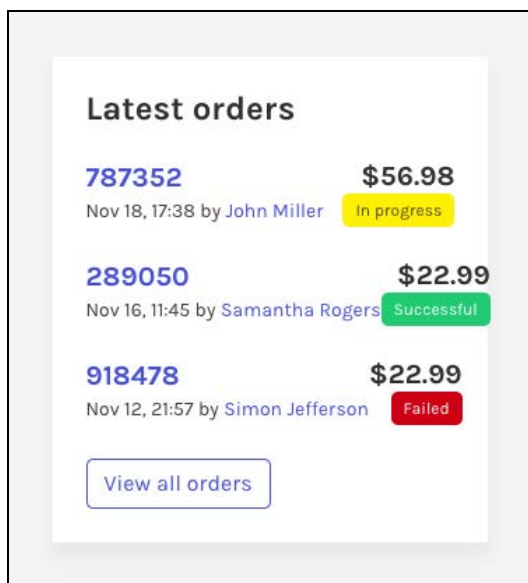 Latest orders
787352 $56.98
Nov 18, 17:38 by John Miller In progress
289050 $22.99
Nov 16, 11:45 by Samantha Rogers Successful
918478 $22.99
Nov 12, 21:57 by Simon Jefferson Failed
View all orders